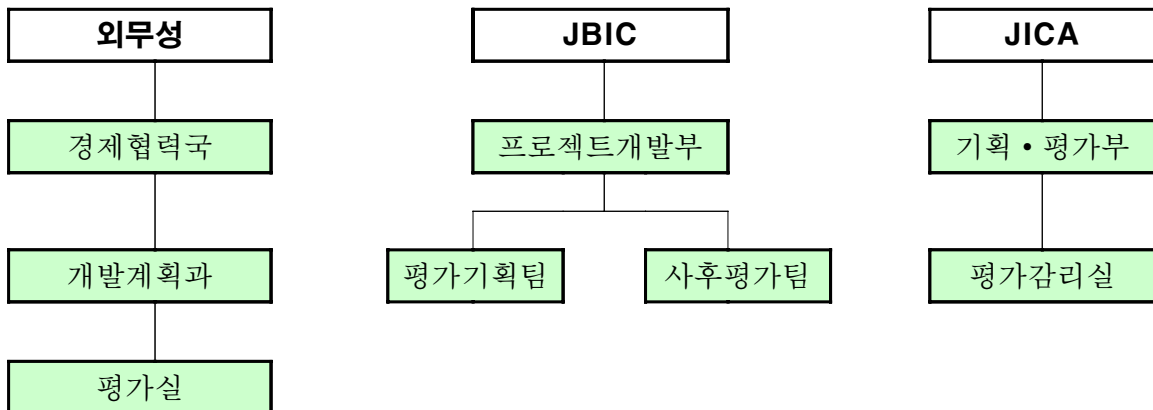 외무성
JBIC
JICA
경제협력국
프로젝트개발부
기획·평가부
개발계획과
평가기획팀
사후평가팀
평가감리실
평가실